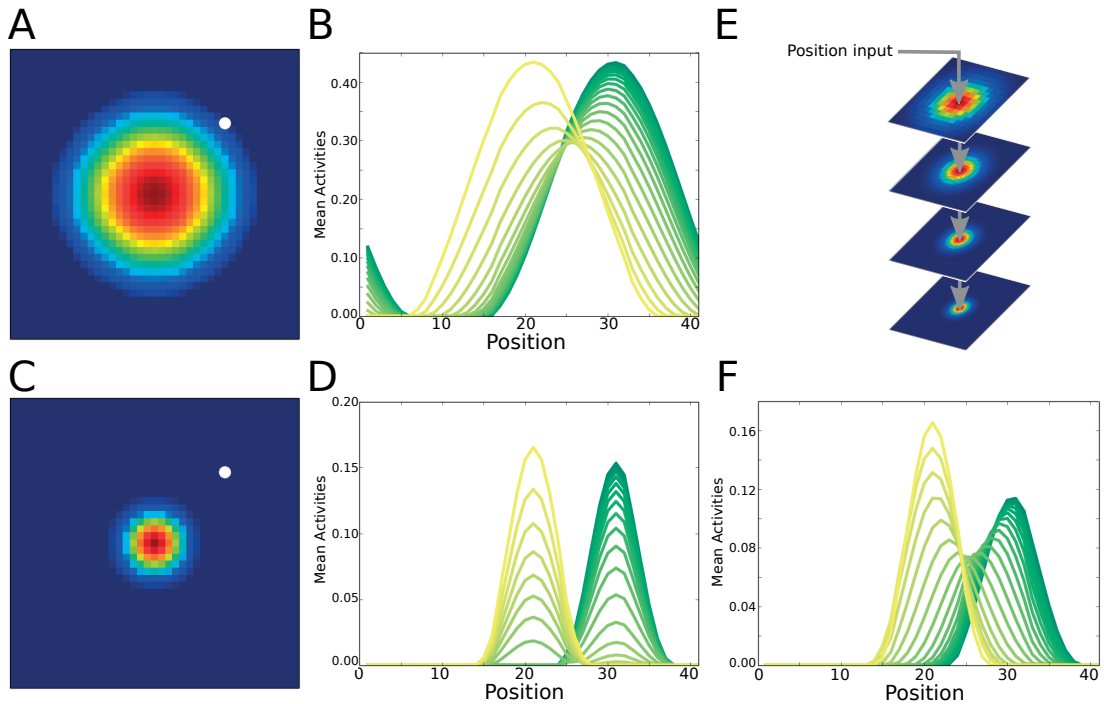 A
B
Mean Activities
0.40
0.30
0.20
0.10
0.00
0 10 20 30 40
Position
E
Position input
C
D
Mean Activities
0.20
0.15
0.10
0.05
0.00
0 10 20 30 40
Position
F
Mean Activities
0.16
0.12
0.08
0.04
0.00
0 10 20 30 40
Position